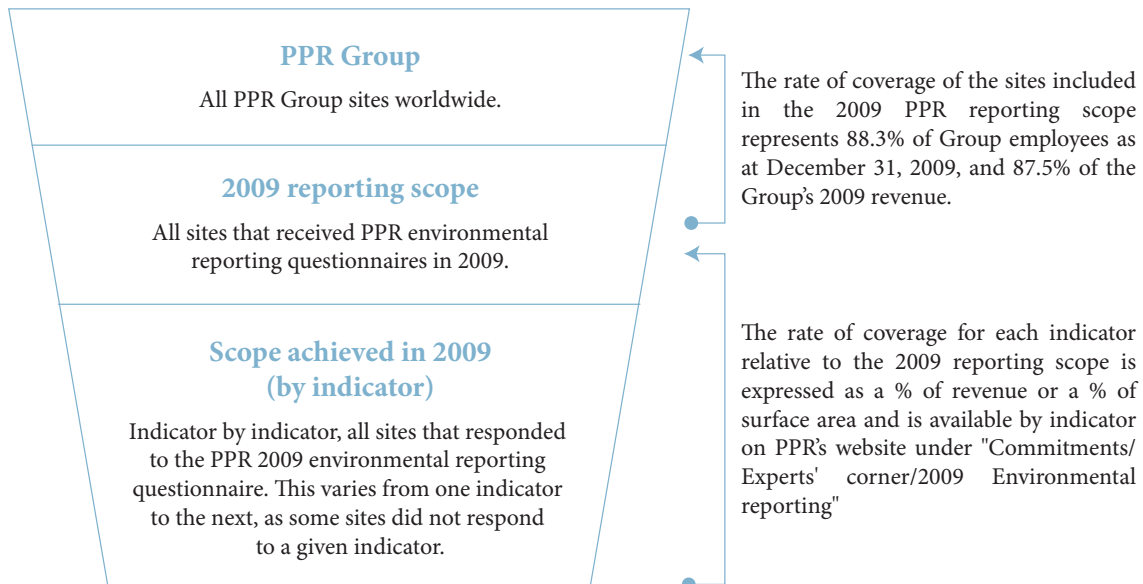 PPR Group
All PPR Group sites worldwide.
The rate of coverage of the sites included
in the 2009 PPR reporting scope
represents 88.3% of Group employees as
at December 31, 2009, and 87.5% of the
Group's 2009 revenue.
2009 reporting scope
All sites that received PPR environmental
reporting questionnaires in 2009.
Scope achieved in 2009
(by indicator)
Indicator by indicator, all sites that responded
to the PPR 2009 environmental reporting
questionnaire. This varies from one indicator
to the next, as some sites did not respond
to a given indicator.
The rate of coverage for each indicator
relative to the 2009 reporting scope is
expressed as a % of revenue or a % of
surface area and is available by indicator
on PPR's website under "Commitments/
Experts' corner/2009 Environmental
reporting"